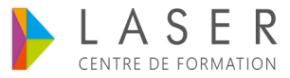 LASER
CENTRE DE FORMATION